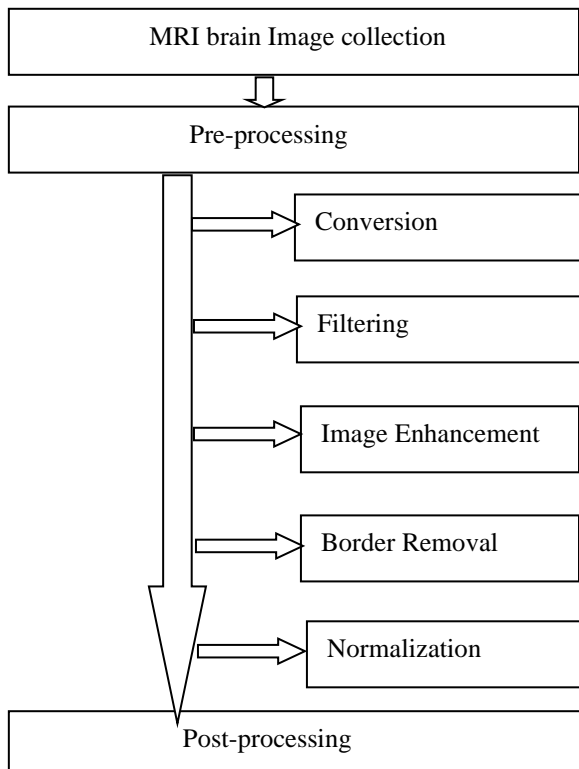 MRI brain Image collection
Pre-processing
Conversion
Filtering
Image Enhancement
Border Removal
Normalization
Post-processing